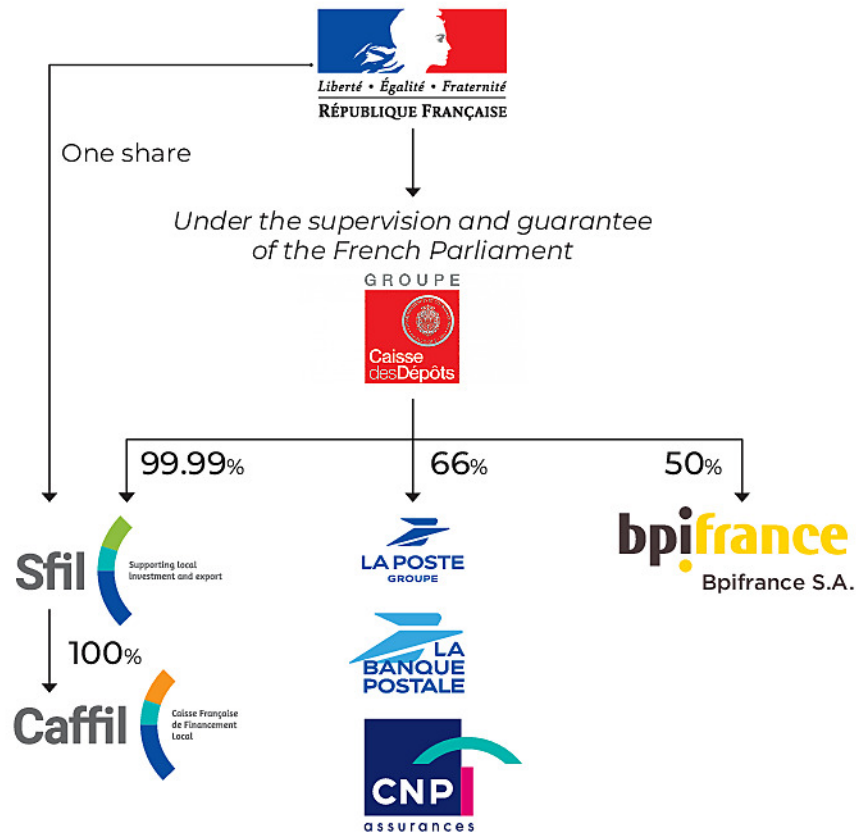 Liberté • Égalité • Fraternité
RÉPUBLIQUE FRANÇAISE
One share
Under the supervision and guarantee
of the French Parliament
GROUPE
Caisse
desDépôts
99.99%
66%
50%
Sfil
Supporting local
investment and export
LA POSTE
GROUPE
bpifrance
Bpifrance S.A.
100%
LA
BANQUE
POSTALE
Caffil
Caisse Française
de Financement
Local
CNP
assurances